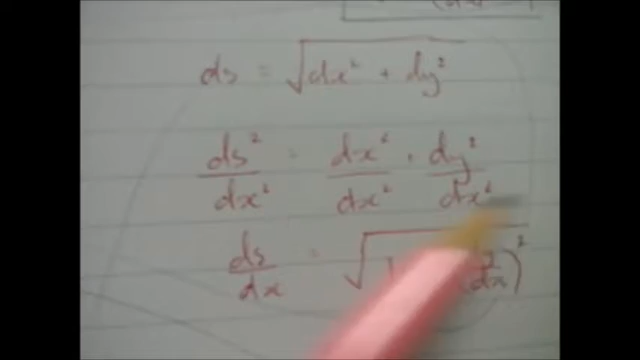 ds = √dx² + dy²
ds²/dx² = dx²/dx² + dy²/dx²
ds/dx = √1 dx)²